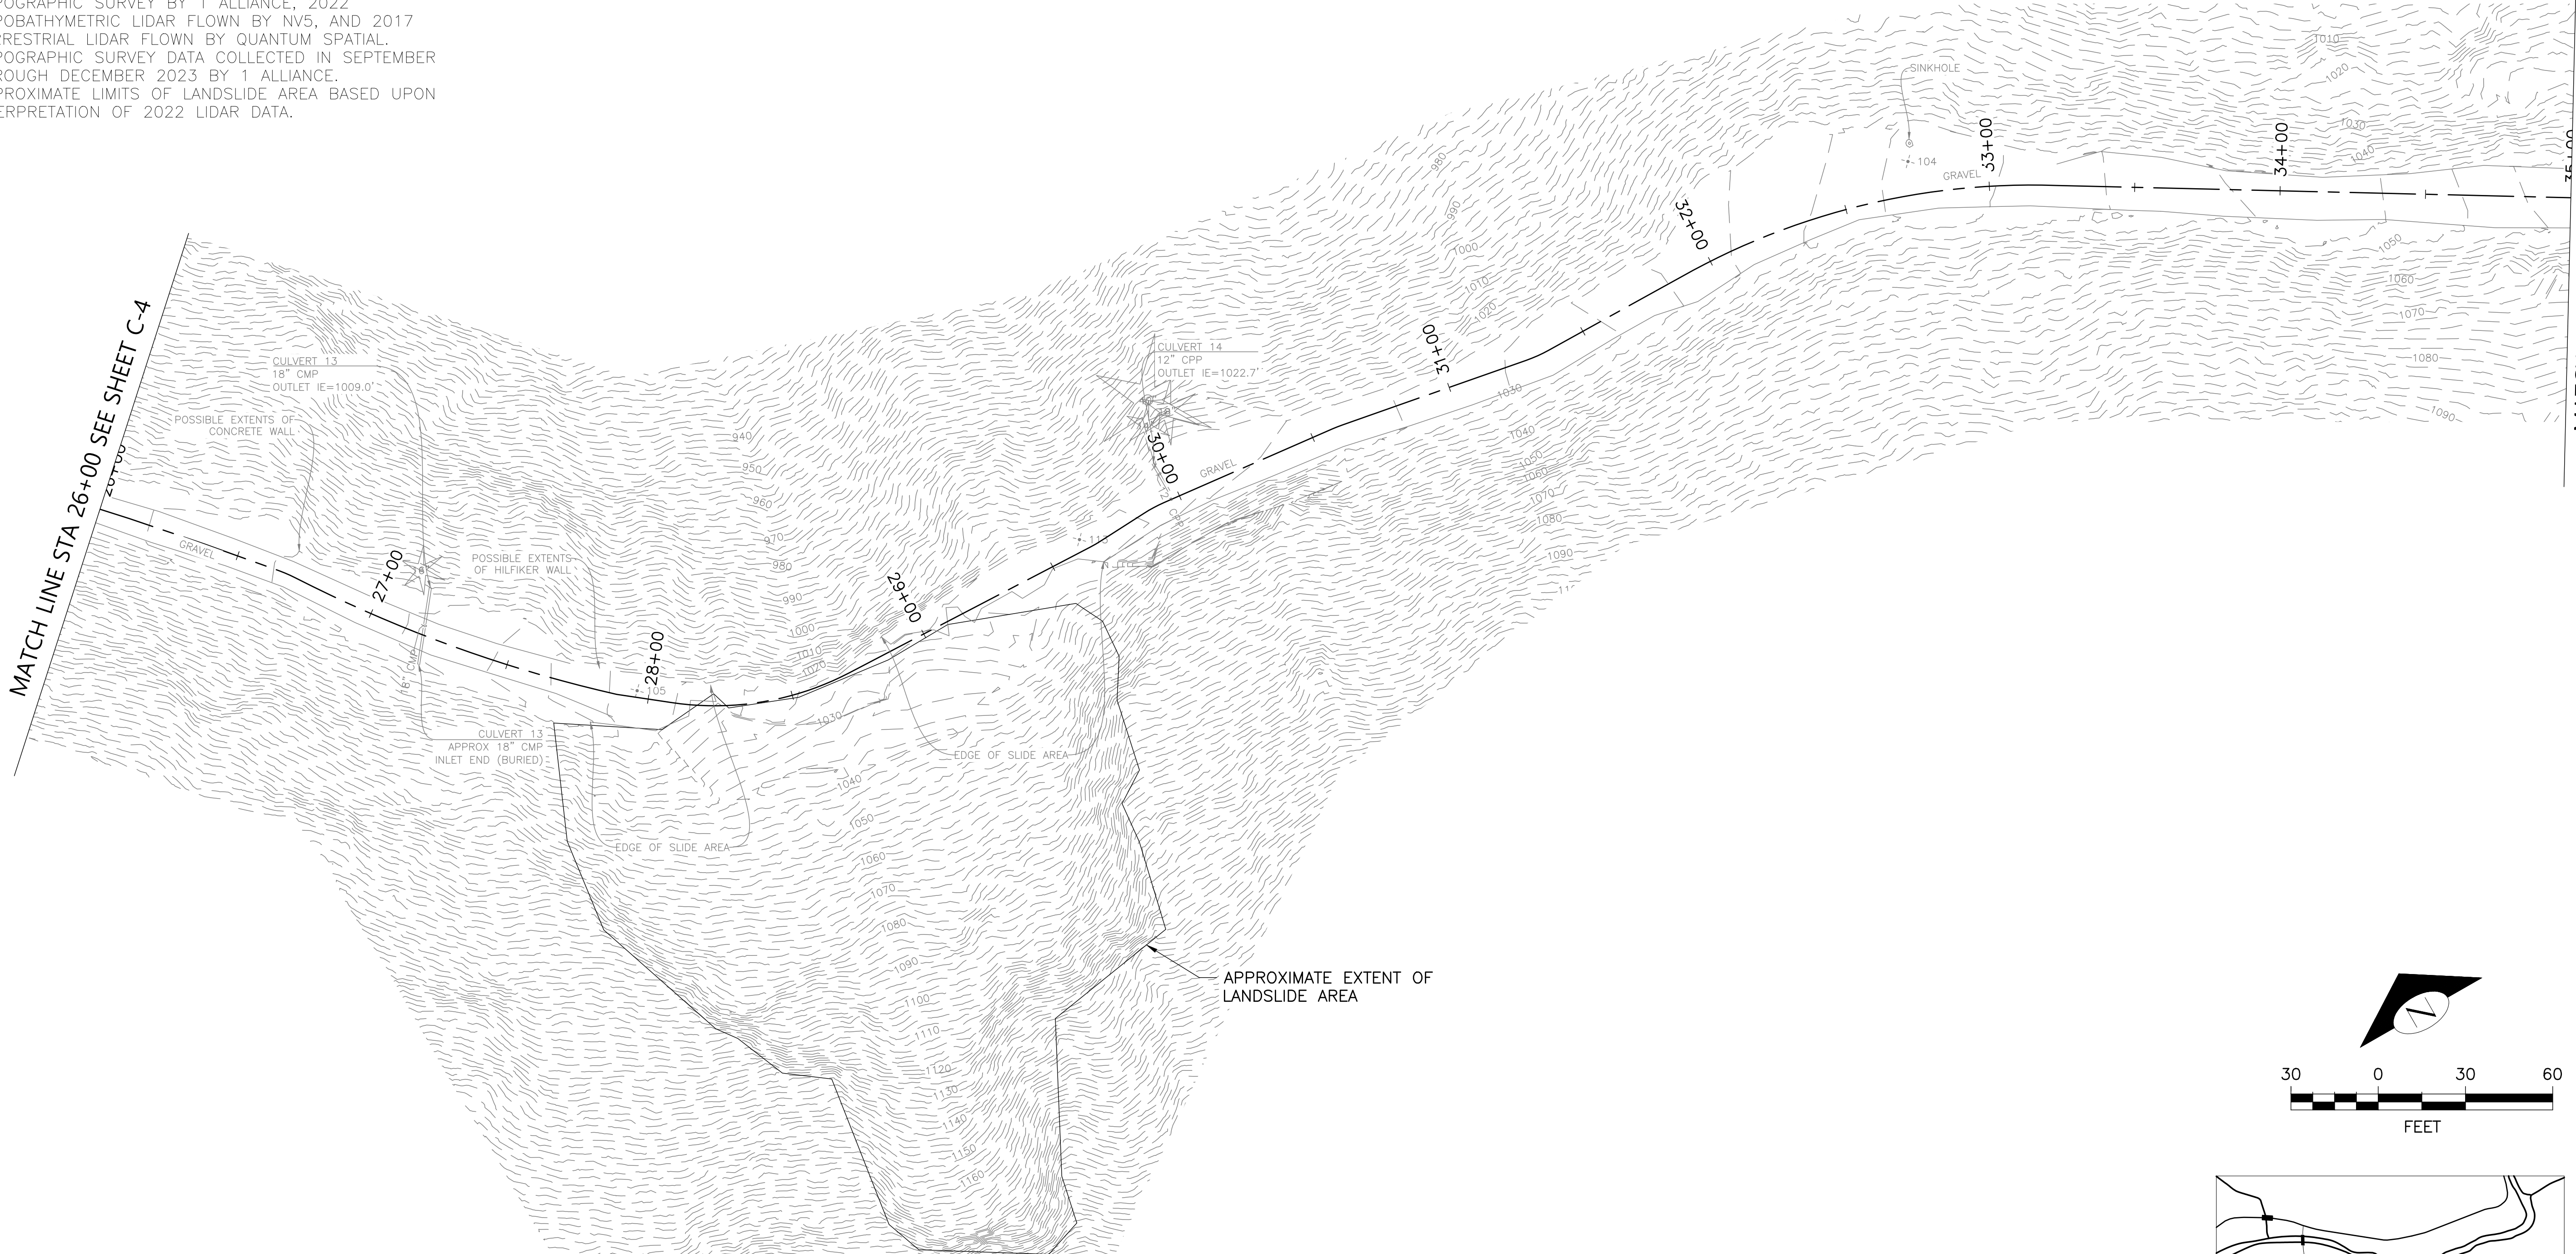 POGRAPHIC SURVEY BY 1 ALLIANCE, 2022
POBATHYMETRIC LIDAR FLOWN BY NV5, AND 2017
RRESTRIAL LIDAR FLOWN BY QUANTUM SPATIAL.
POGRAPHIC SURVEY DATA COLLECTED IN SEPTEMBER
ROUGH DECEMBER 2023 BY 1 ALLIANCE.
PROXIMATE LIMITS OF LANDSLIDE AREA BASED UPON
ERPRETATION OF 2022 LIDAR DATA.
SINKHOLE
104
GRAVEL
33+00
34+00
1010
1020
1030
1040
1050
1060
1070
1080
1090
MATCH LINE STA 26+00 SEE SHEET C-4
26+00
CULVERT 13
18" CMP
OUTLET IE=1009.0'
POSSIBLE EXTENTS OF
CONCRETE WALL
GRAVEL
27+00
18" CMP
POSSIBLE EXTENTS
OF HILFIKER WALL
28+00
105
CULVERT 13
APPROX 18" CMP
INLET END (BURIED)
EDGE OF SLIDE AREA
EDGE OF SLIDE AREA
29+00
113
CULVERT 14
12" CPP
OUTLET IE=1022.7'
30+00
GRAVEL
12" CPP
31+00
32+00
980
990
1000
1010
1020
1030
1040
1050
1060
1070
1080
1090
940
950
960
970
980
990
1000
1010
1020
1030
1040
1050
1060
1070
1080
1090
1100
1110
1120
1130
1140
1150
1160
APPROXIMATE EXTENT OF
LANDSLIDE AREA
N
30 0 30 60
FEET